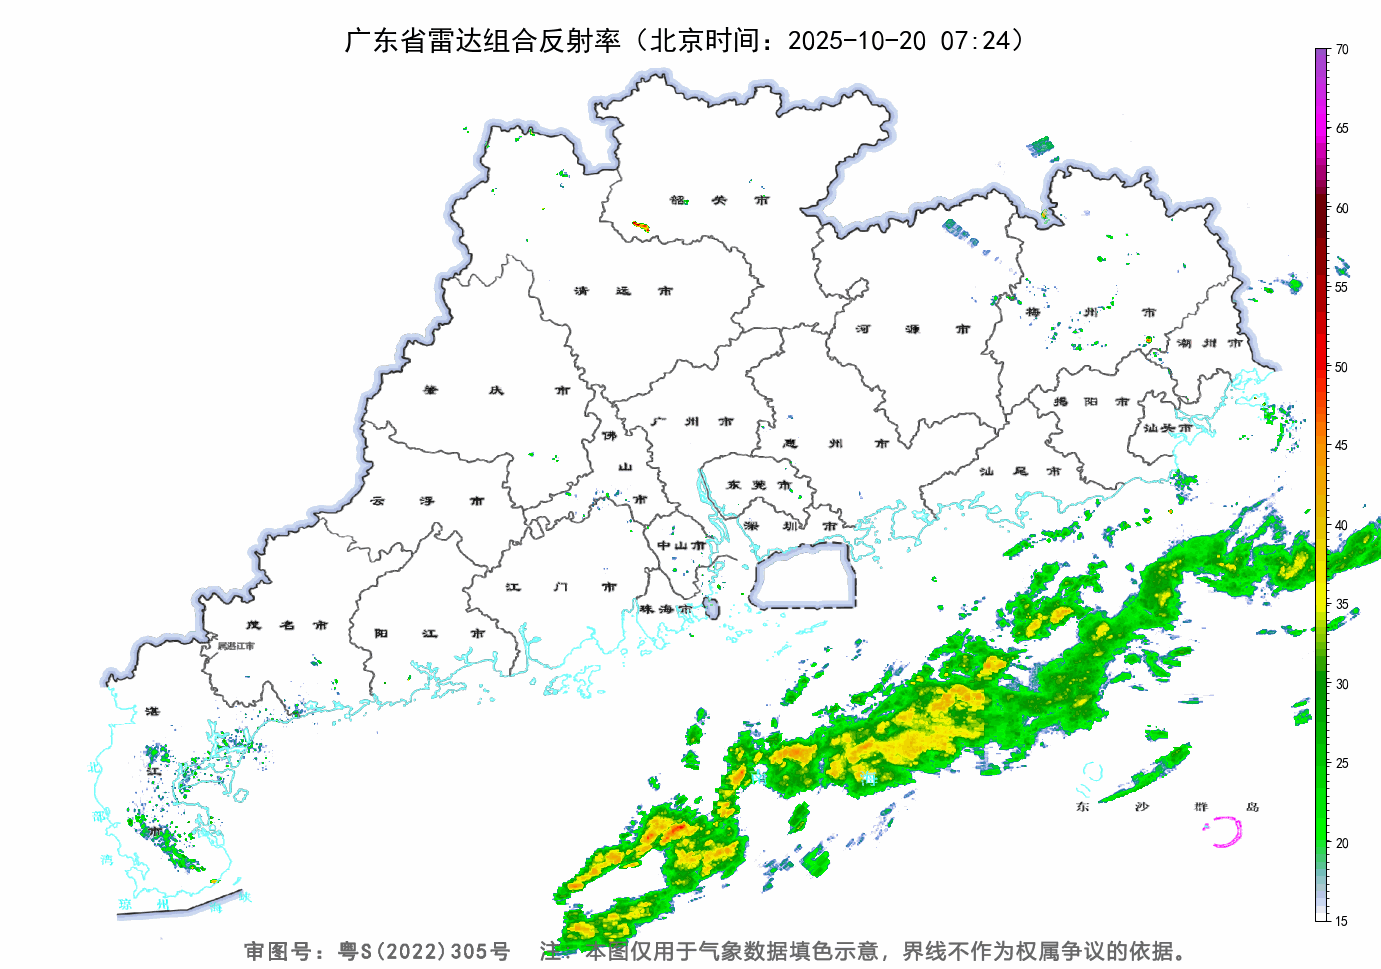 广东省雷达组合反射率（北京时间：2025-10-20 07:24）
70
65
60
55
50
45
40
35
30
25
20
15
韶 关 市
清 远 市
河 源 市
梅 州 市
潮 州 市
肇 庆 市
广 州 市
揭 阳 市
汕头市
佛 山 市
惠 州 市
汕 尾 市
云 浮 市
东 莞 市
深 圳 市
中山市
江 门 市
珠海市
茂 名 市
阳 江 市
属湛江市
湛 江 市
北 部 湾
琼 州 海 峡
南 海
东 沙 群 岛
审图号：粤S(2022)305号 注：本图仅用于气象数据填色示意，界线不作为权属争议的依据。